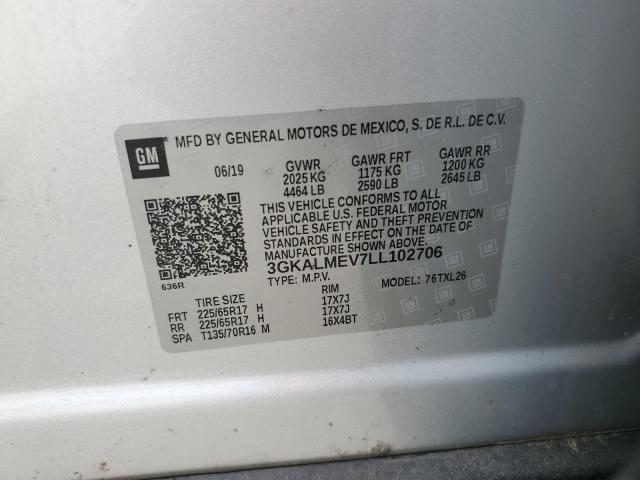 GM
MFD BY GENERAL MOTORS DE MEXICO, S. DE R.L. DE C.V.
06/19 GVWR GAWR FRT GAWR RR
2025 KG 1175 KG 1200 KG
4464 LB 2590 LB 2645 LB
THIS VEHICLE CONFORMS TO ALL
APPLICABLE U.S. FEDERAL MOTOR
VEHICLE SAFETY AND THEFT PREVENTION
STANDARDS IN EFFECT ON THE DATE OF
MANUFACTURE SHOWN ABOVE.
3GKALMEV7LL102706
636R
TYPE: M.P.V. MODEL: 76TXL26
TIRE SIZE RIM
FRT 225/65R17 H 17X7J
RR 225/65R17 H 17X7J
SPA T135/70R16 M 16X4BT